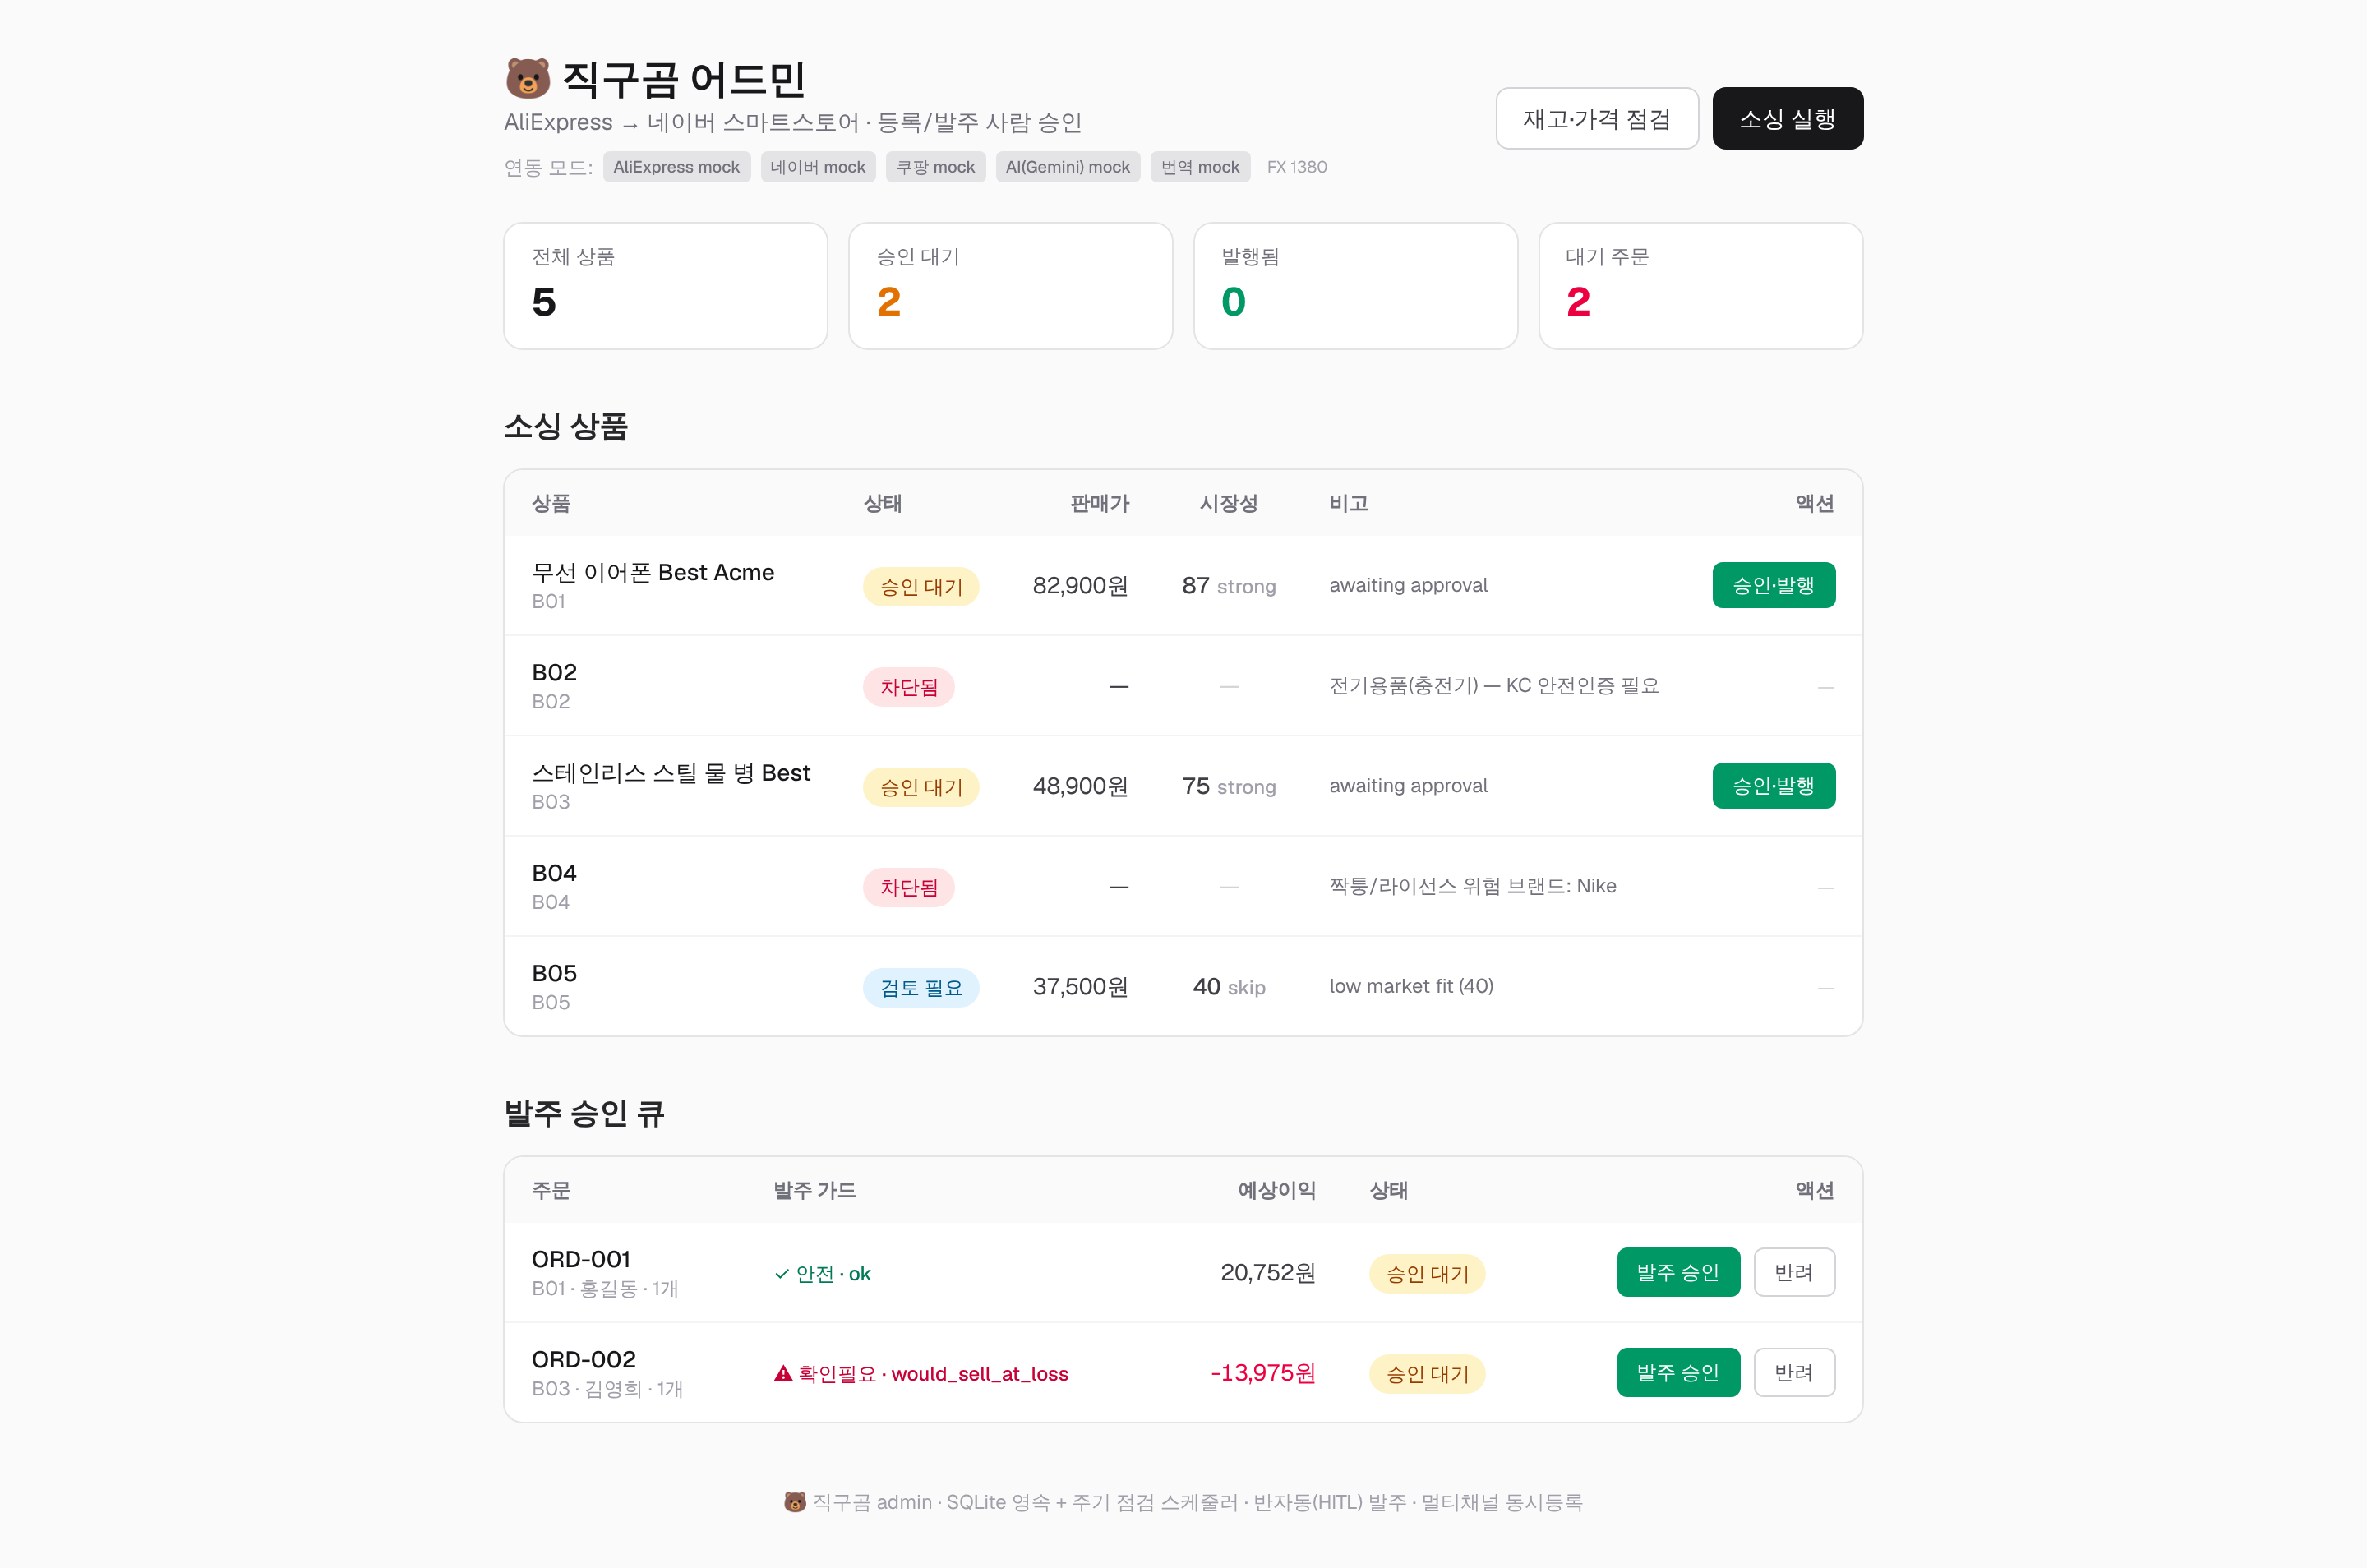 🐻 직구곰 어드민
AliExpress → 네이버 스마트스토어 · 등록/발주 사람 승인
연동 모드: AliExpress mock 네이버 mock 쿠팡 mock AI(Gemini) mock 번역 mock FX 1380
재고·가격 점검 소싱 실행
전체 상품 승인 대기 발행됨 대기 주문
5 2 0 2
소싱 상품
상품 상태 판매가 시장성 비고 액션
무선 이어폰 Best Acme 승인 대기 82,900원 87 strong awaiting approval 승인·발행
B01
B02 차단됨 — — 전기용품(충전기) — KC 안전인증 필요 —
B02
스테인리스 스틸 물 병 Best 승인 대기 48,900원 75 strong awaiting approval 승인·발행
B03
B04 차단됨 — — 짝퉁/라이선스 위험 브랜드: Nike —
B04
B05 검토 필요 37,500원 40 skip low market fit (40) —
B05
발주 승인 큐
주문 발주 가드 예상이익 상태 액션
ORD-001 ✓ 안전 · ok 20,752원 승인 대기 발주 승인 반려
B01 · 홍길동 · 1개
ORD-002 ⚠ 확인필요 · would_sell_at_loss -13,975원 승인 대기 발주 승인 반려
B03 · 김영희 · 1개
🐻 직구곰 admin · SQLite 영속 + 주기 점검 스케줄러 · 반자동(HITL) 발주 · 멀티채널 동시등록